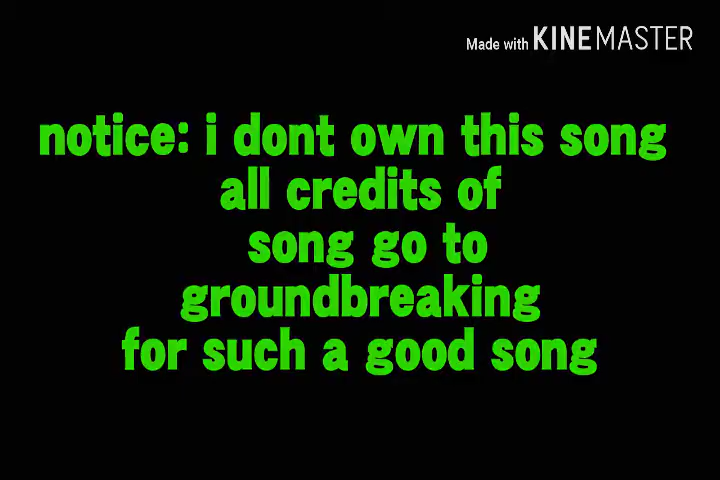 Made with KINEMASTER
notice: i dont own this song
all credits of
song go to
groundbreaking
for such a good song